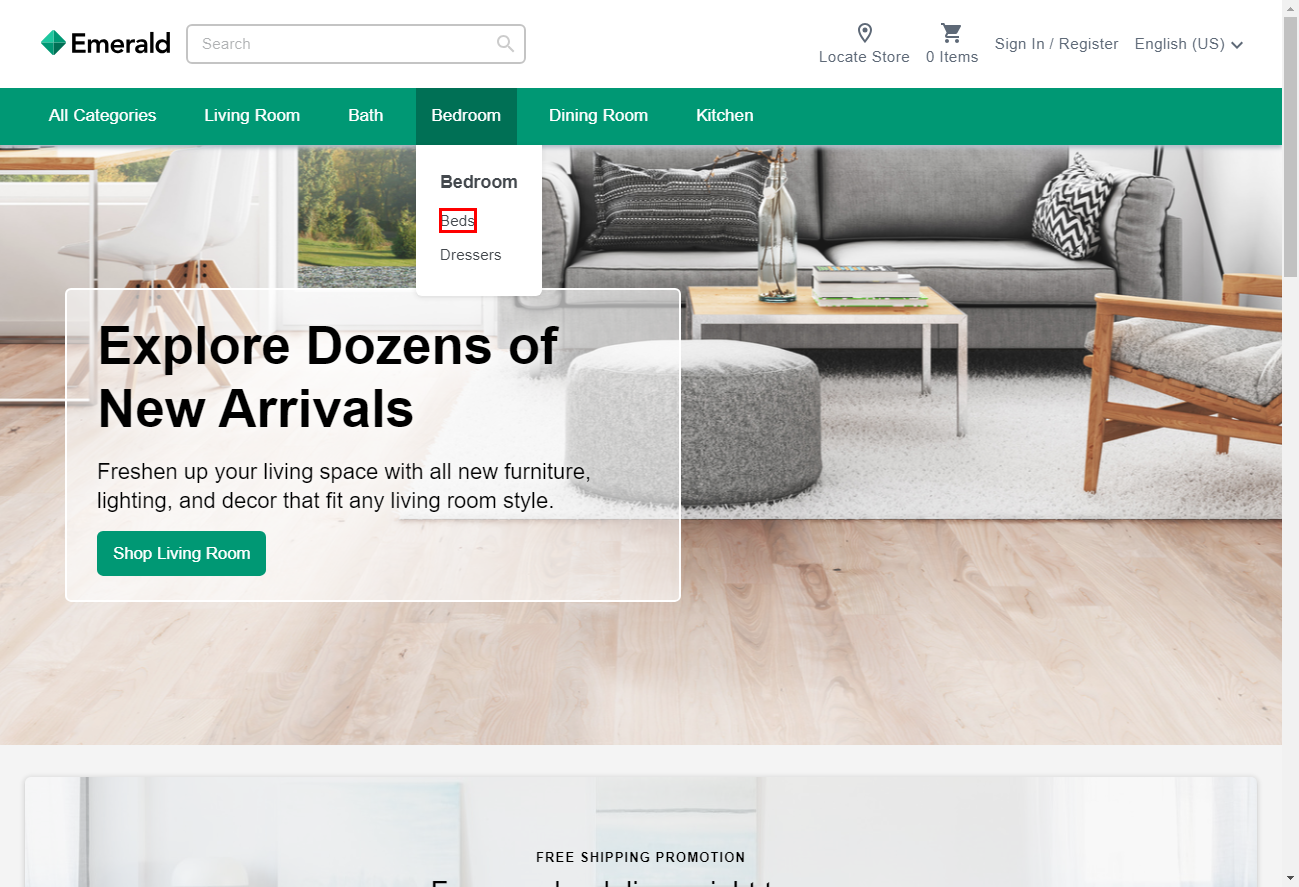 Emerald
Search
Locate Store
0 Items
Sign In / Register
English (US)
All Categories
Living Room
Bath
Bedroom
Dining Room
Kitchen
Bedroom
Beds
Dressers
Explore Dozens of
New Arrivals
Freshen up your living space with all new furniture,
lighting, and decor that fit any living room style.
Shop Living Room
FREE SHIPPING PROMOTION